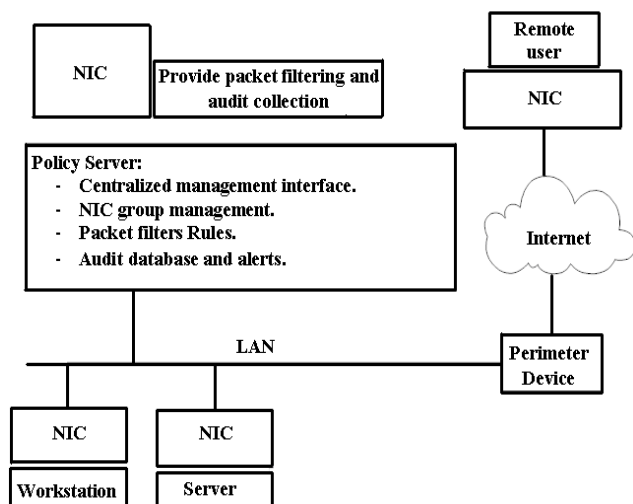 NIC
Provide packet filtering and
audit collection
Remote
user
NIC
Policy Server:
- Centralized management interface.
- NIC group management.
- Packet filters Rules.
- Audit database and alerts.
Internet
LAN
Perimeter
Device
NIC
Workstation
NIC
Server